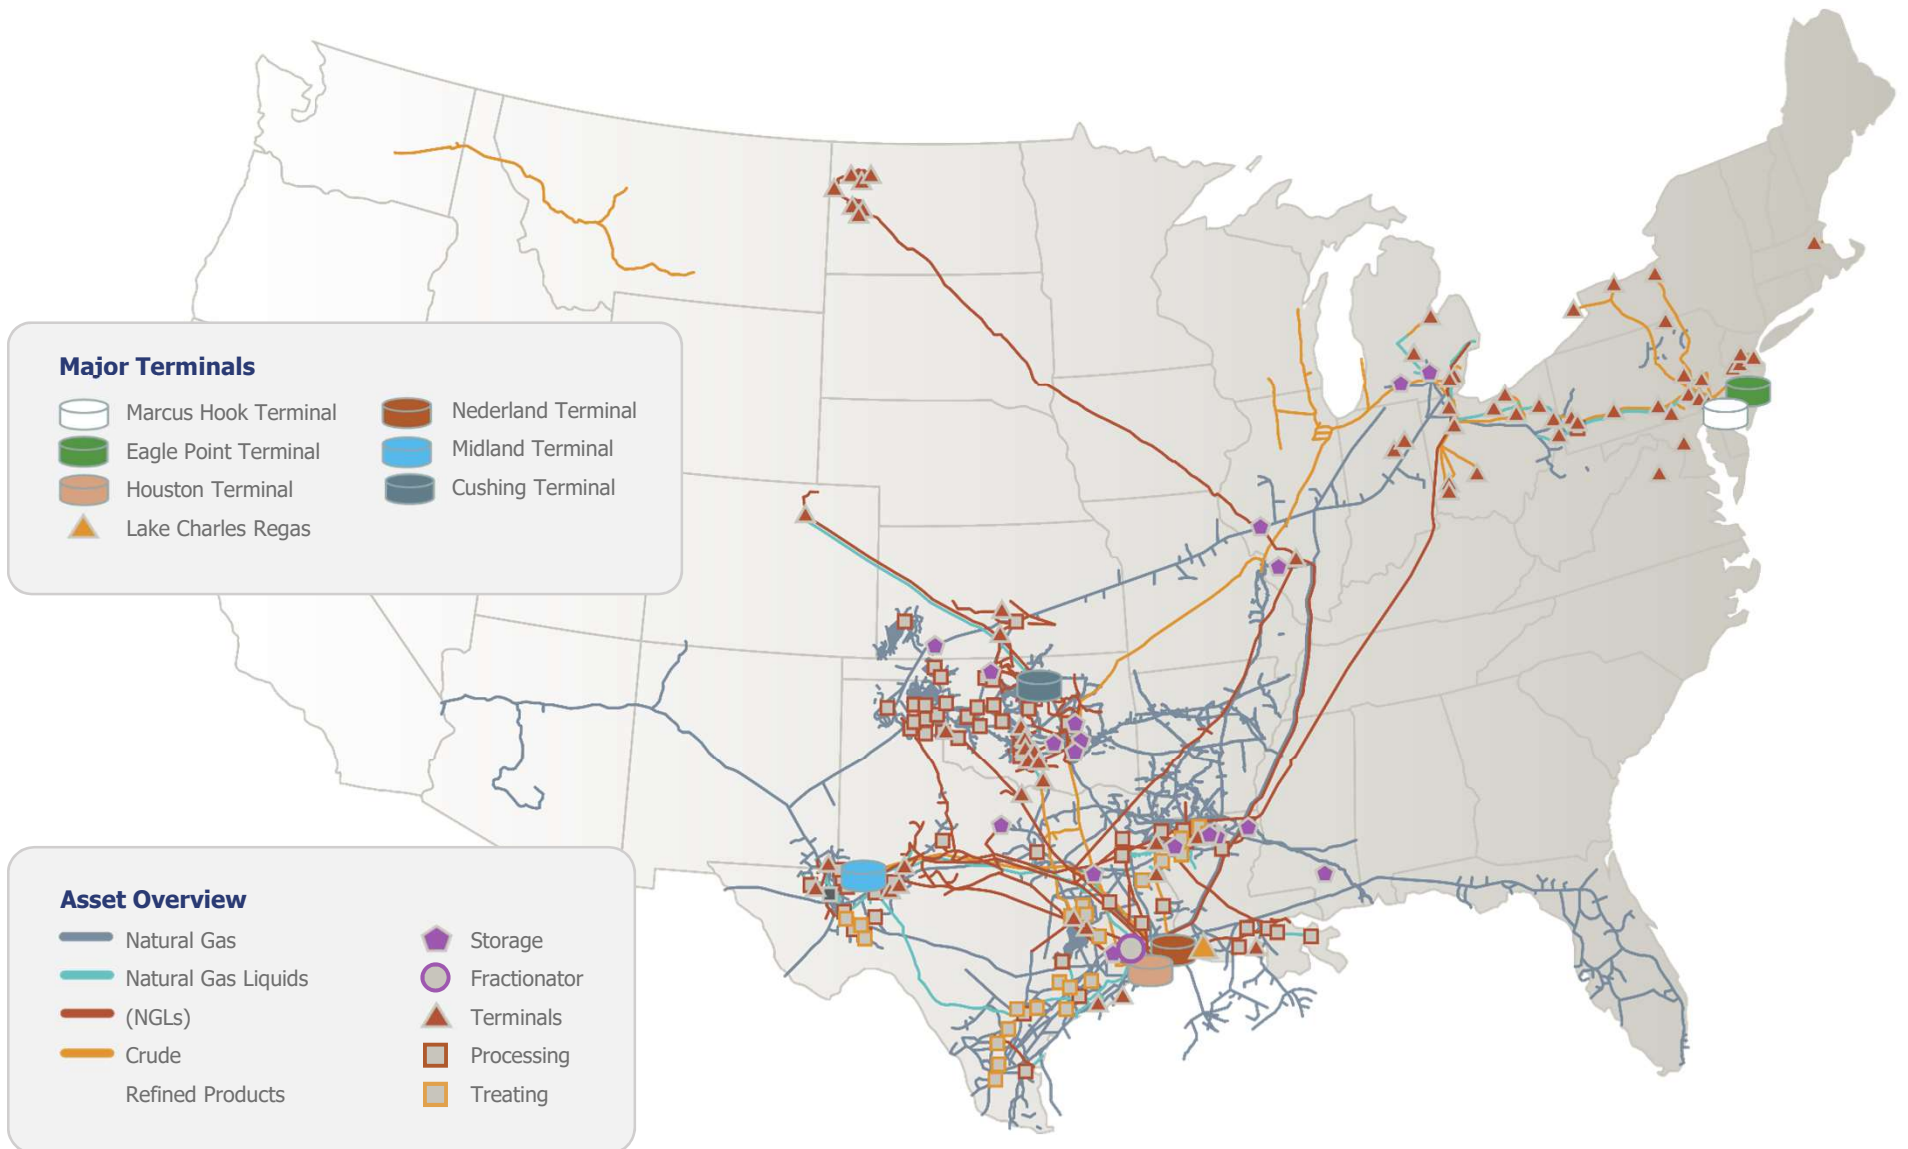 Major Terminals
Marcus Hook Terminal
Eagle Point Terminal
Houston Terminal
Lake Charles Regas
Nederland Terminal
Midland Terminal
Cushing Terminal
Asset Overview
Natural Gas
Natural Gas Liquids
(NGLs)
Crude
Refined Products
Storage
Fractionator
Terminals
Processing
Treating